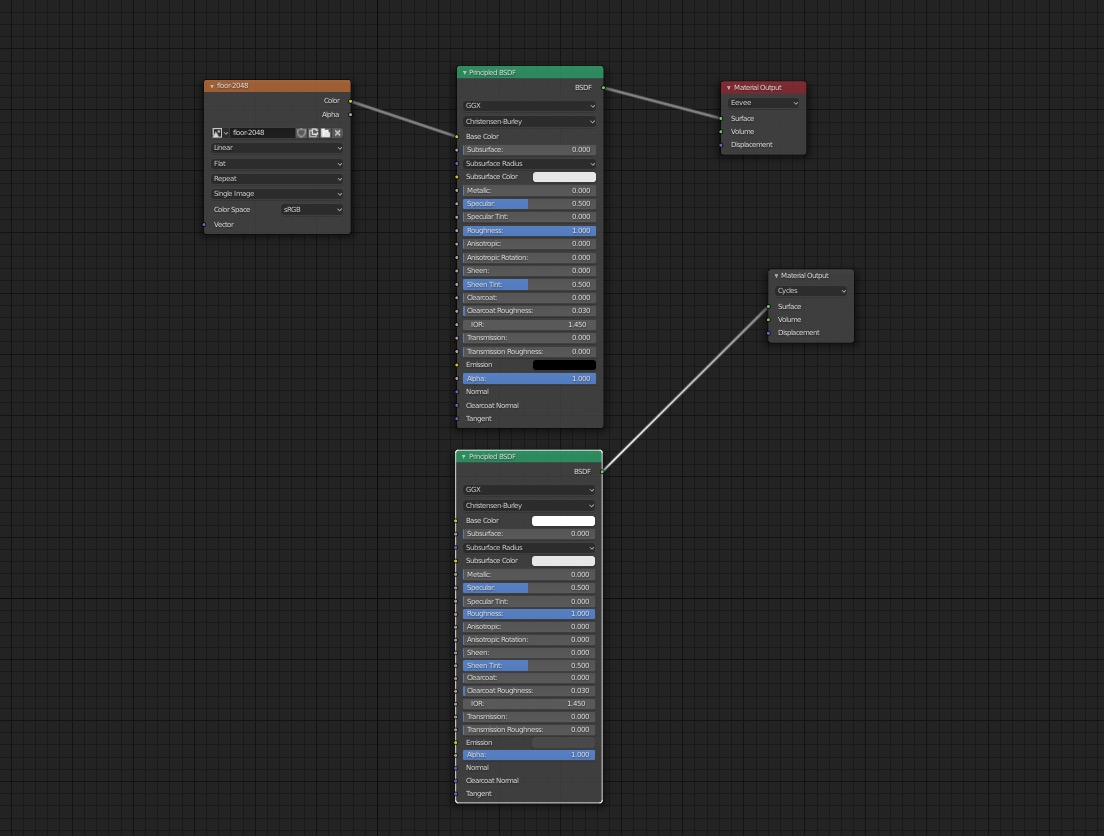 floor-2048
Color
Alpha
floor-2048
Linear
Flat
Repeat
Single Image
Color Space sRGB
Vector
Principled BSDF
BSDF
GGX
Christensen-Burley
Base Color
Subsurface: 0.000
Subsurface Radius
Subsurface Color
Metallic: 0.000
Specular: 0.500
Specular Tint: 0.000
Roughness: 1.000
Anisotropic: 0.000
Anisotropic Rotation: 0.000
Sheen: 0.000
Sheen Tint: 0.500
Clearcoat: 0.000
Clearcoat Roughness: 0.030
IOR: 1.450
Transmission: 0.000
Transmission Roughness: 0.000
Emission
Alpha: 1.000
Normal
Clearcoat Normal
Tangent
Material Output
Eevee
Surface
Volume
Displacement
Material Output
Cycles
Surface
Volume
Displacement
Principled BSDF
BSDF
GGX
Christensen-Burley
Base Color
Subsurface: 0.000
Subsurface Radius
Subsurface Color
Metallic: 0.000
Specular: 0.500
Specular Tint: 0.000
Roughness: 1.000
Anisotropic: 0.000
Anisotropic Rotation: 0.000
Sheen: 0.000
Sheen Tint: 0.500
Clearcoat: 0.000
Clearcoat Roughness: 0.030
IOR: 1.450
Transmission: 0.000
Transmission Roughness: 0.000
Emission
Alpha: 1.000
Normal
Clearcoat Normal
Tangent